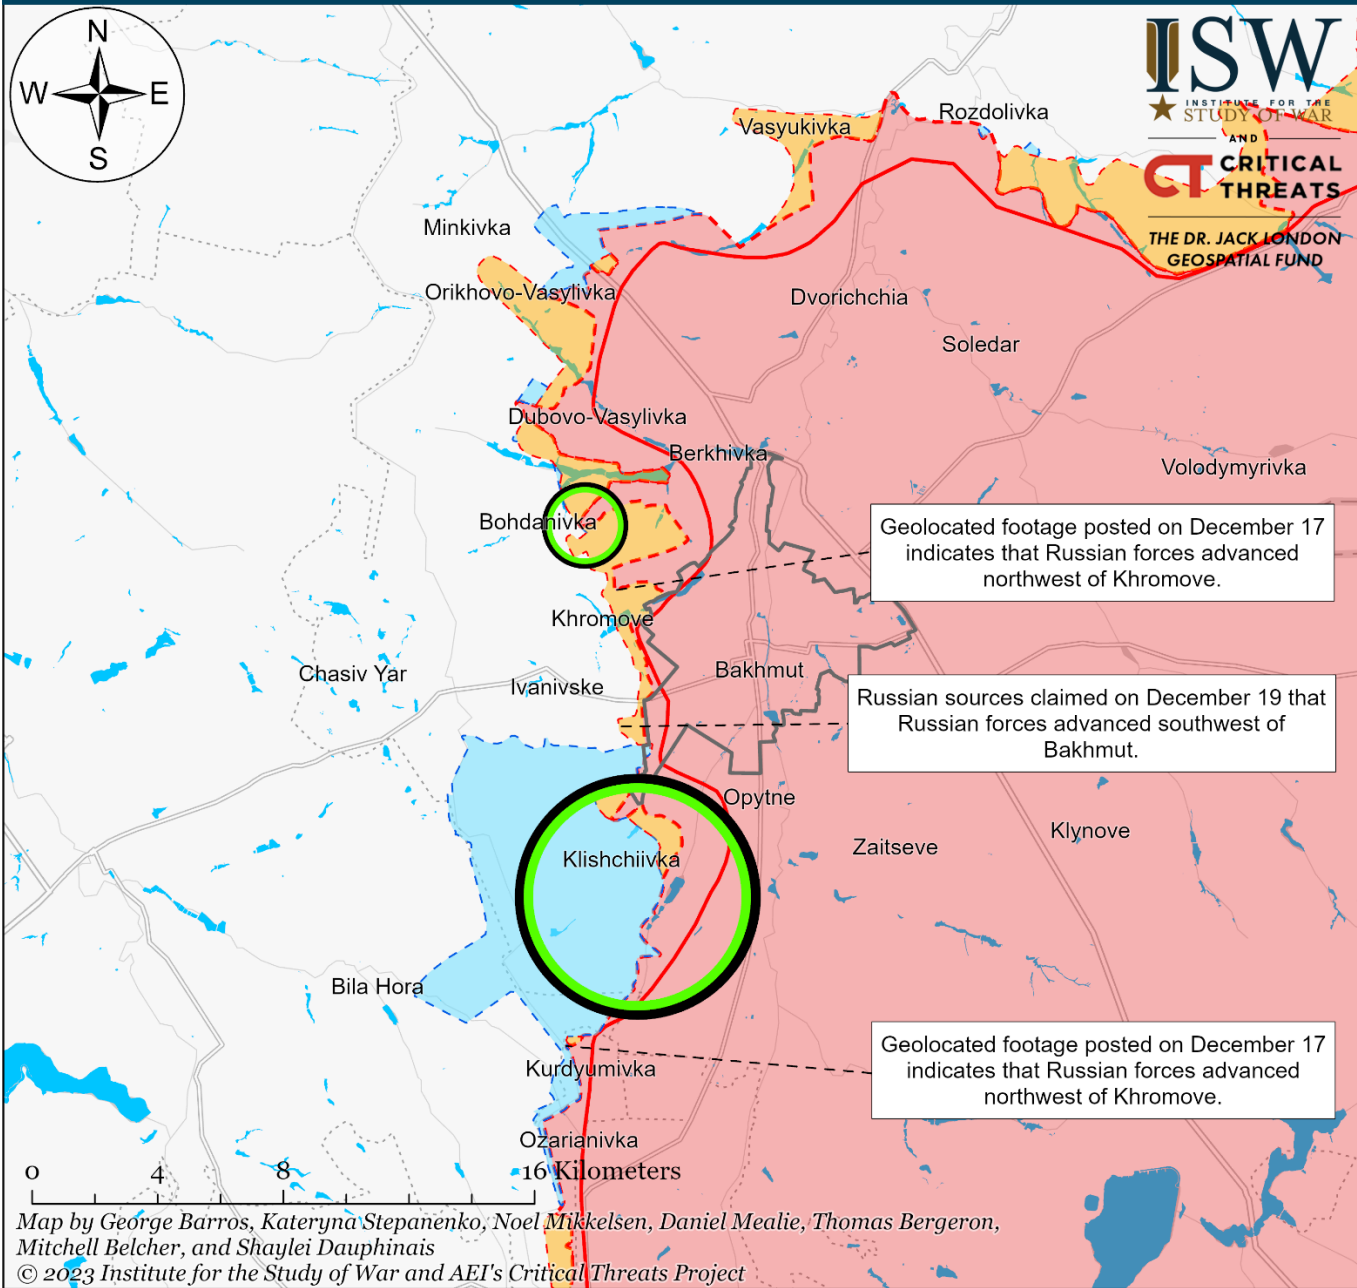 N
W
E
S
ISW
INSTITUTE FOR THE
STUDY OF WAR
AND
CT CRITICAL
THREATS
THE DR. JACK LONDON
GEOSPATIAL FUND
Rozdolivka
Vasyukivka
Minkivka
Orikhovo-Vasylivka
Dvorichchia
Soledar
Dubovo-Vasylivka
Berkhivka
Volodymyrivka
Bohdanivka
Geolocated footage posted on December 17
indicates that Russian forces advanced
northwest of Khromove.
Khromove
Chasiv Yar
Ivanivske
Bakhmut
Russian sources claimed on December 19 that
Russian forces advanced southwest of
Bakhmut.
Opytne
Klishchiivka
Zaitseve
Klynove
Bila Hora
Kurdyumivka
Geolocated footage posted on December 17
indicates that Russian forces advanced
northwest of Khromove.
Ozarianivka
0 4 8 16 Kilometers
Map by George Barros, Kateryna Stepanenko, Noel Mikkelsen, Daniel Mealie, Thomas Bergeron,
Mitchell Belcher, and Shaylei Dauphinais
© 2023 Institute for the Study of War and AEI's Critical Threats Project